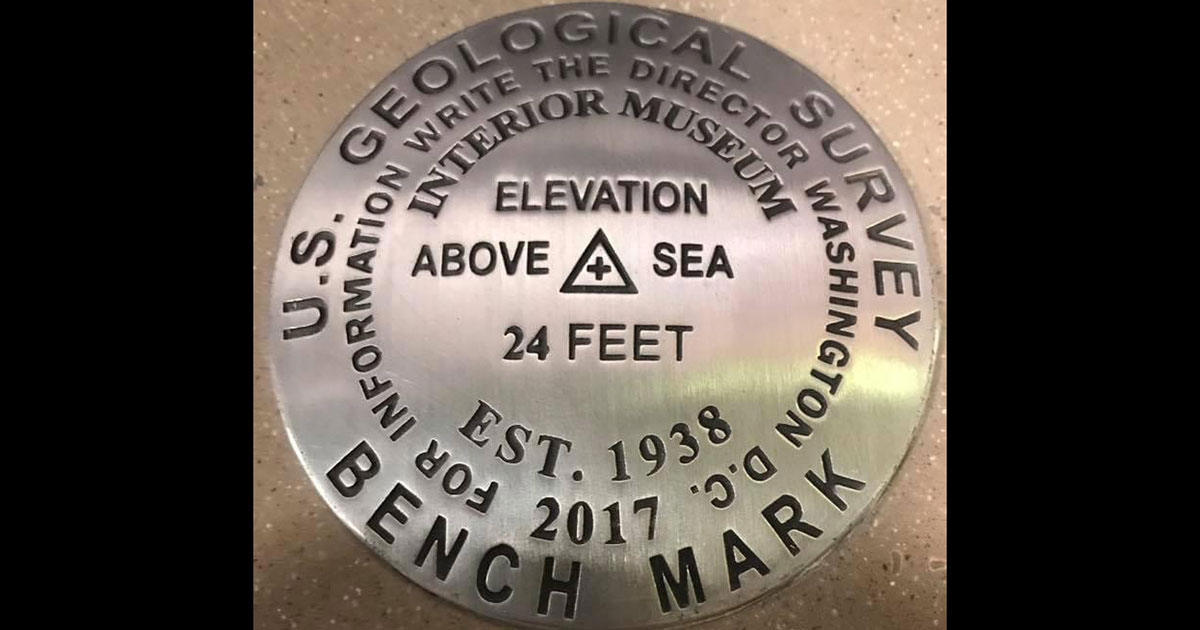 U.S. GEOLOGICAL SURVEY
FOR INFORMATION WRITE THE DIRECTOR WASHINGTON D.C.
INTERIOR MUSEUM
ELEVATION
ABOVE SEA
24 FEET
EST. 1938
2017
BENCH MARK